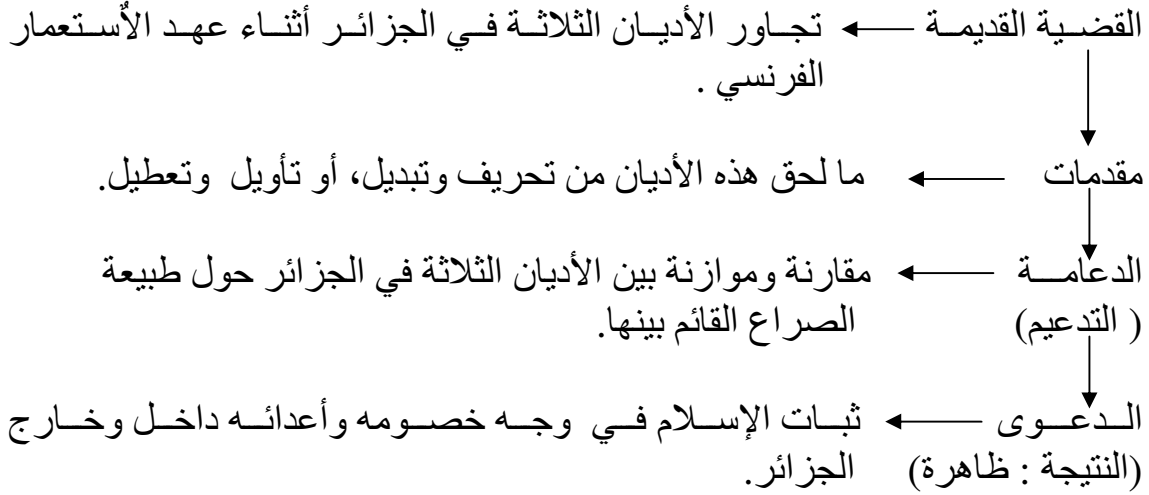 القضية القديمة ← تجاور الأديان الثلاثة في الجزائر أثناء عهد الأستعمار
الفرنسي .
مقدمات ← ما لحق هذه الأديان من تحريف وتبديل، أو تأويل وتعطيل.
الدعامة ← مقارنة وموازنة بين الأديان الثلاثة في الجزائر حول طبيعة
( التدعيم) الصراع القائم بينها.
الدعوى ← ثبات الإسلام في وجه خصومه وأعدائه داخل وخارج
(النتيجة : ظاهرة) الجزائر.